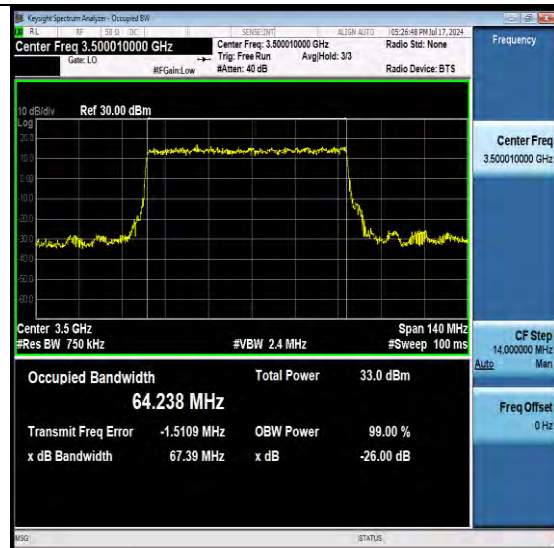 Keysight Spectrum Analyzer - Occupied BW
RL RF 50 Ω DC SENSE:INT ALIGN AUTO 05:26:48 PM Jul 17, 2024
Center Freq 3.500010000 GHz Center Freq: 3.500010000 GHz Radio Std: None Frequency
Gate: LO Trig: Free Run Avg|Hold: 3/3
#IFGain:Low #Atten: 40 dB Radio Device: BTS
10 dB/div Ref 30.00 dBm
Log
20.0
10.0
0.00
-10.0
-20.0
-30.0
-40.0
-50.0
-60.0
Center Freq
3.500010000 GHz
Center 3.5 GHz Span 140 MHz
#Res BW 750 kHz #VBW 2.4 MHz #Sweep 100 ms
CF Step
14.000000 MHz
Auto Man
Occupied Bandwidth Total Power 33.0 dBm
64.238 MHz
Transmit Freq Error -1.5109 MHz OBW Power 99.00 %
x dB Bandwidth 67.39 MHz x dB -26.00 dB
Freq Offset
0 Hz
MSG STATUS